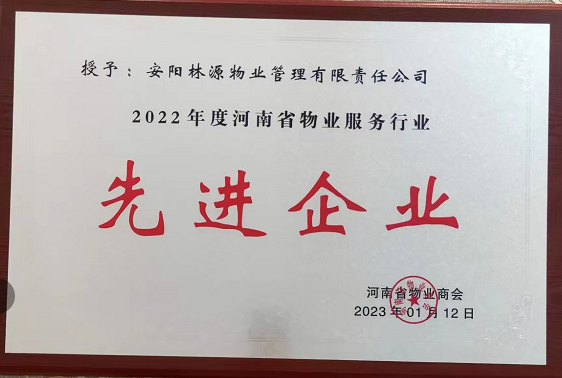 授予：安阳林源物业管理有限责任公司
2022年度河南省物业服务行业
先进企业
河南省物业商会
2023年01月12日